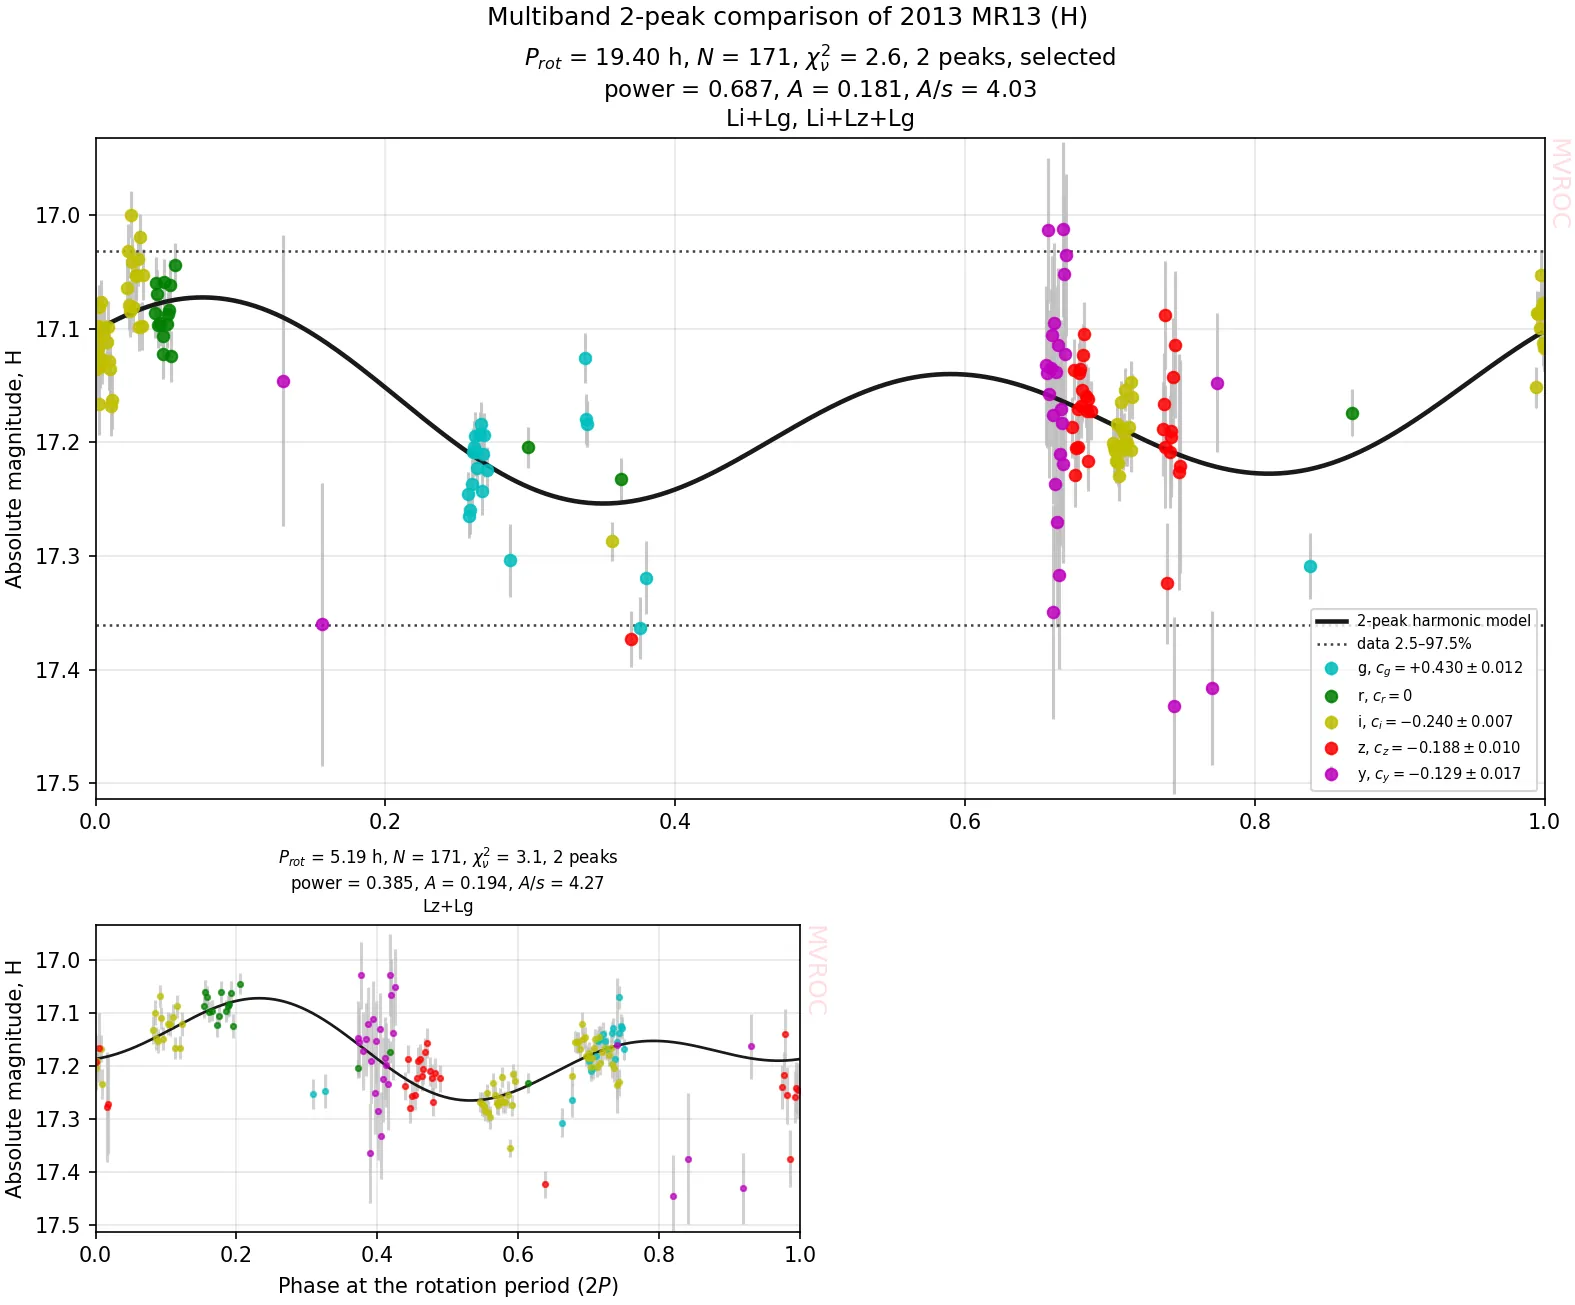 Multiband 2-peak comparison of 2013 MR13 (H)
P_rot = 19.40 h, N = 171, χ²_ν = 2.6, 2 peaks, selected
power = 0.687, A = 0.181, A/s = 4.03
Li+Lg, Li+Lz+Lg
MVROC
Absolute magnitude, H
17.0
17.1
17.2
17.3
17.4
17.5
0.0 0.2 0.4 0.6 0.8 1.0
2-peak harmonic model
data 2.5–97.5%
g, c_g = +0.430 ± 0.012
r, c_r = 0
i, c_i = −0.240 ± 0.007
z, c_z = −0.188 ± 0.010
y, c_y = −0.129 ± 0.017
P_rot = 5.19 h, N = 171, χ²_ν = 3.1, 2 peaks
power = 0.385, A = 0.194, A/s = 4.27
Lz+Lg
MVROC
Absolute magnitude, H
17.0
17.1
17.2
17.3
17.4
17.5
0.0 0.2 0.4 0.6 0.8 1.0
Phase at the rotation period (2P)